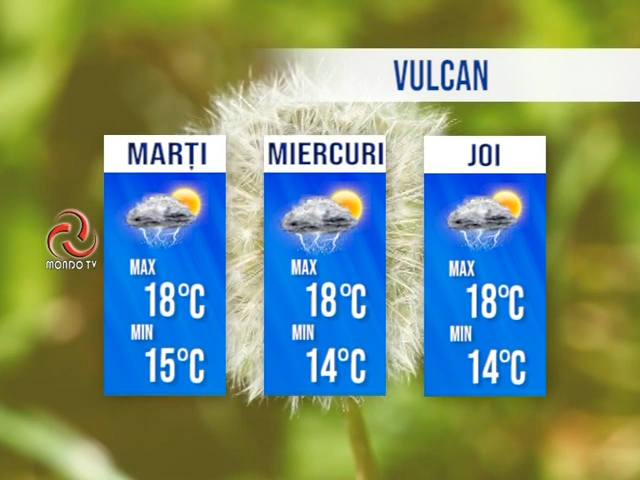 VULCAN
MARȚI
MAX
18°C
MIN
15°C
MIERCURI
MAX
18°C
MIN
14°C
JOI
MAX
18°C
MIN
14°C
MONDO TV